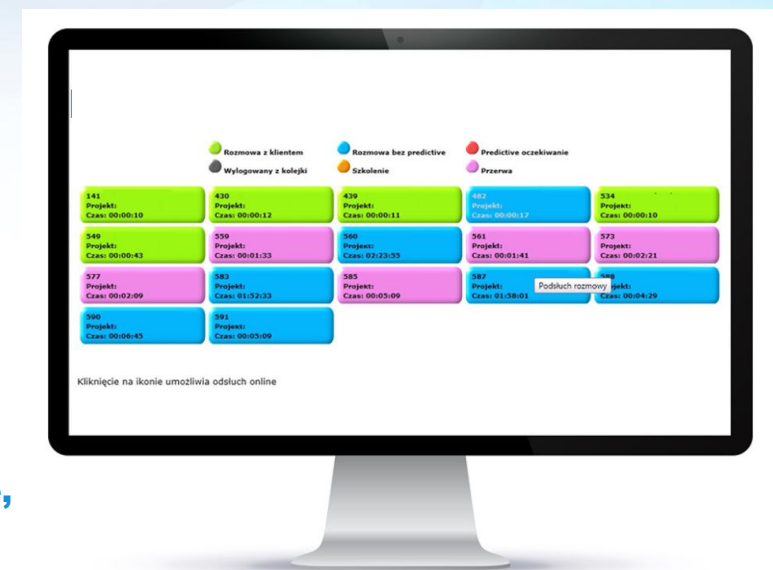 Rozmowa z klientem
Rozmowa bez predictive
Predictive oczekiwanie
Wylogowany z kolejki
Szkolenie
Przerwa
141
Projekt:
Czas: 00:00:10
430
Projekt:
Czas: 00:00:12
439
Projekt:
Czas: 00:00:11
482
Projekt:
Czas: 00:00:17
534
Projekt:
Czas: 00:00:10
549
Projekt:
Czas: 00:00:43
559
Projekt:
Czas: 00:01:33
560
Projekt:
Czas: 02:23:55
561
Projekt:
Czas: 00:01:41
573
Projekt:
Czas: 00:02:21
577
Projekt:
Czas: 00:02:09
583
Projekt:
Czas: 01:52:33
585
Projekt:
Czas: 00:05:09
587
Projekt:
Czas: 01:58:01
Podsłuch rozmowy
Czas: 00:04:29
590
Projekt:
Czas: 00:06:45
591
Projekt:
Czas: 00:05:09
Kliknięcie na ikonie umozliwia odsłuch online
,